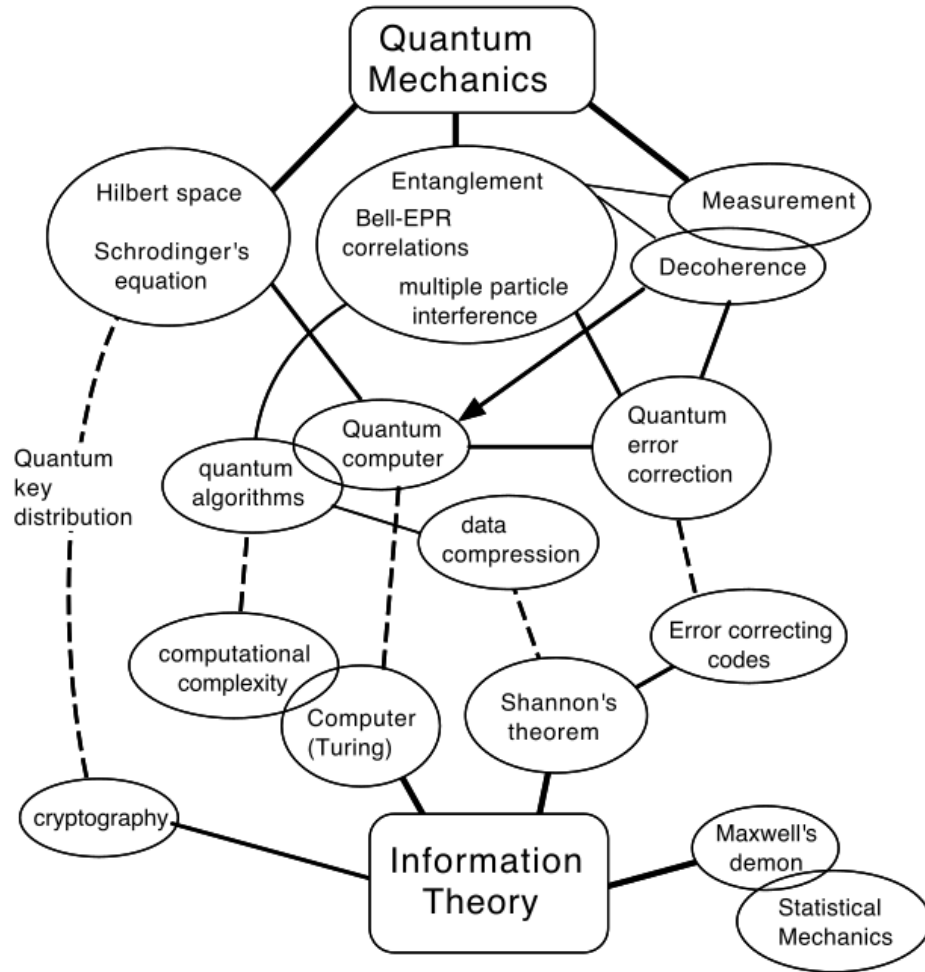 Quantum
Mechanics
Hilbert space
Schrodinger's
equation
Entanglement
Bell-EPR
correlations
multiple particle
interference
Measurement
Decoherence
Quantum
key
distribution
quantum
algorithms
Quantum
computer
Quantum
error
correction
data
compression
computational
complexity
Computer
(Turing)
Shannon's
theorem
Error correcting
codes
cryptography
Information
Theory
Maxwell's
demon
Statistical
Mechanics